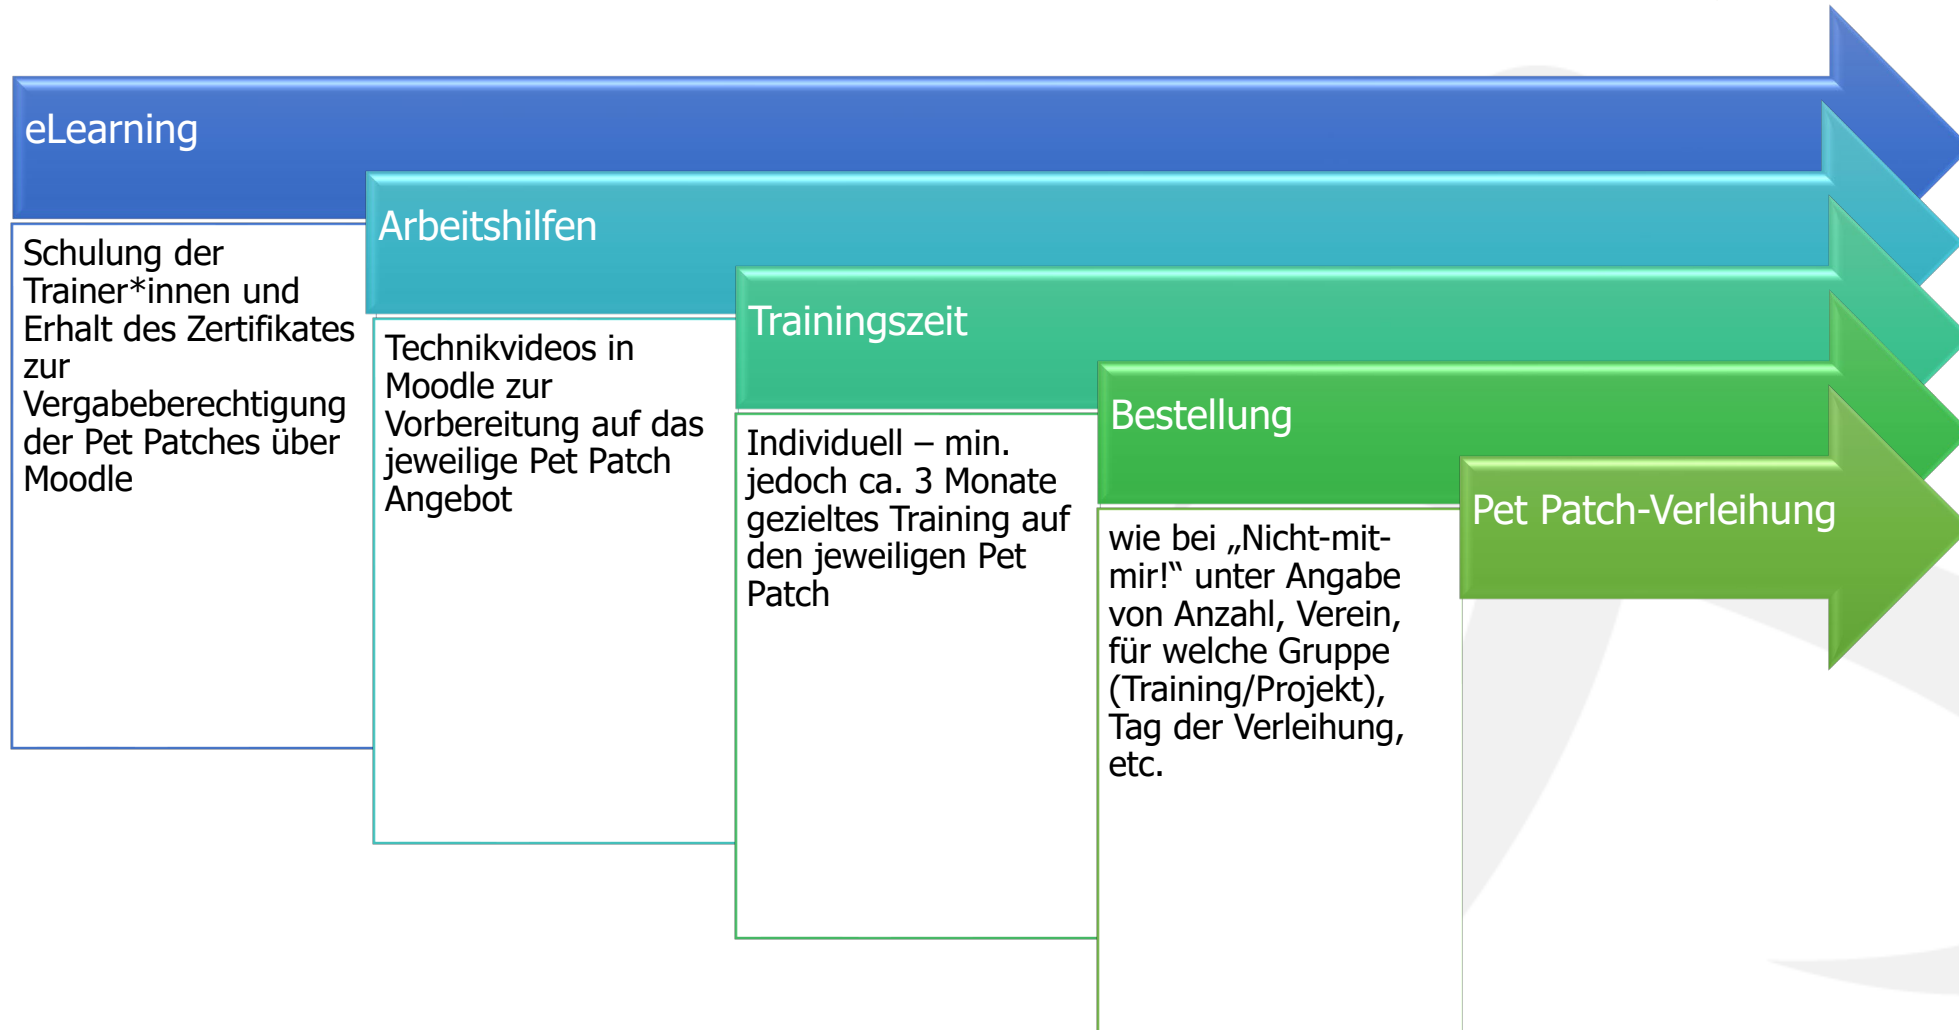 eLearning
Schulung der
Trainer*innen und
Erhalt des Zertifikates
zur
Vergabeberechtigung
der Pet Patches über
Moodle
Arbeitshilfen
Technikvideos in
Moodle zur
Vorbereitung auf das
jeweilige Pet Patch
Angebot
Trainingszeit
Individuell – min.
jedoch ca. 3 Monate
gezieltes Training auf
den jeweiligen Pet
Patch
Bestellung
wie bei „Nicht-mit-
mir!“ unter Angabe
von Anzahl, Verein,
für welche Gruppe
(Training/Projekt),
Tag der Verleihung,
etc.
Pet Patch-Verleihung